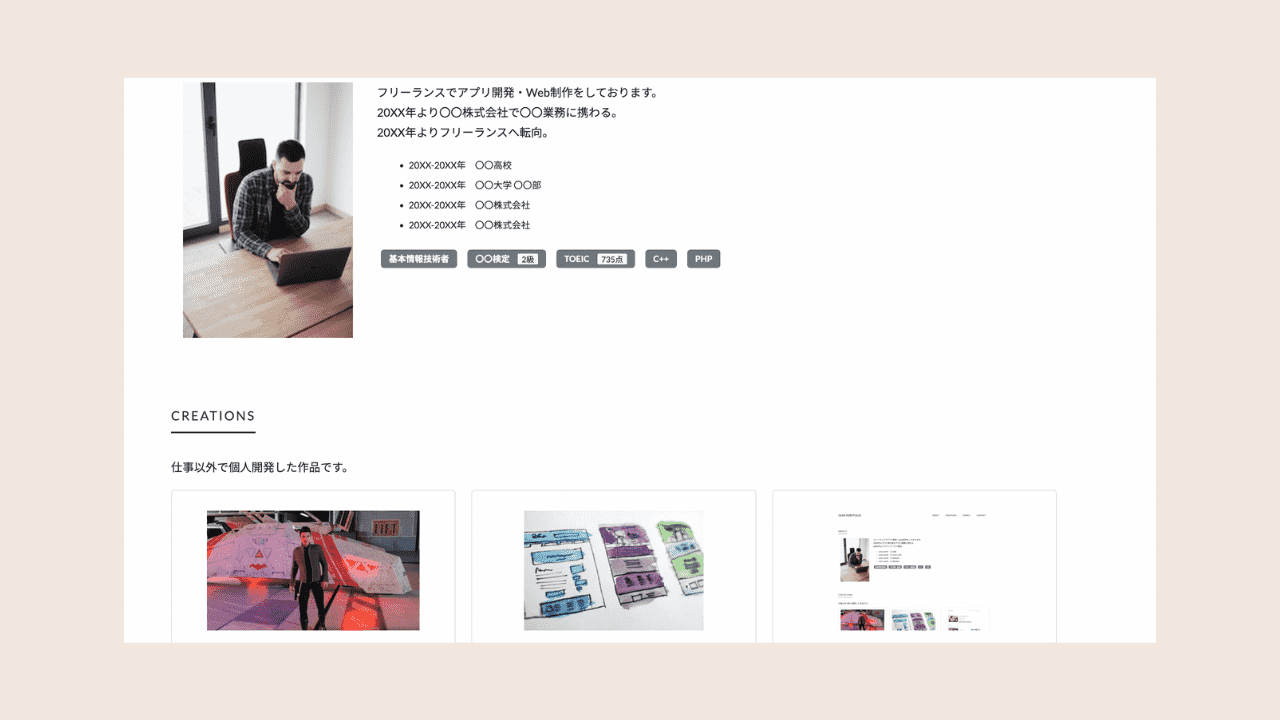 フリーランスでアプリ開発・Web制作をしております。
20XX年より〇〇株式会社で〇〇業務に携わる。
20XX年よりフリーランスへ転向。
• 20XX-20XX年 〇〇高校
• 20XX-20XX年 〇〇大学 〇〇部
• 20XX-20XX年 〇〇株式会社
• 20XX-20XX年 〇〇株式会社
基本情報技術者 〇〇検定 2級 TOEIC 735点 C++ PHP
CREATIONS
仕事以外で個人開発した作品です。